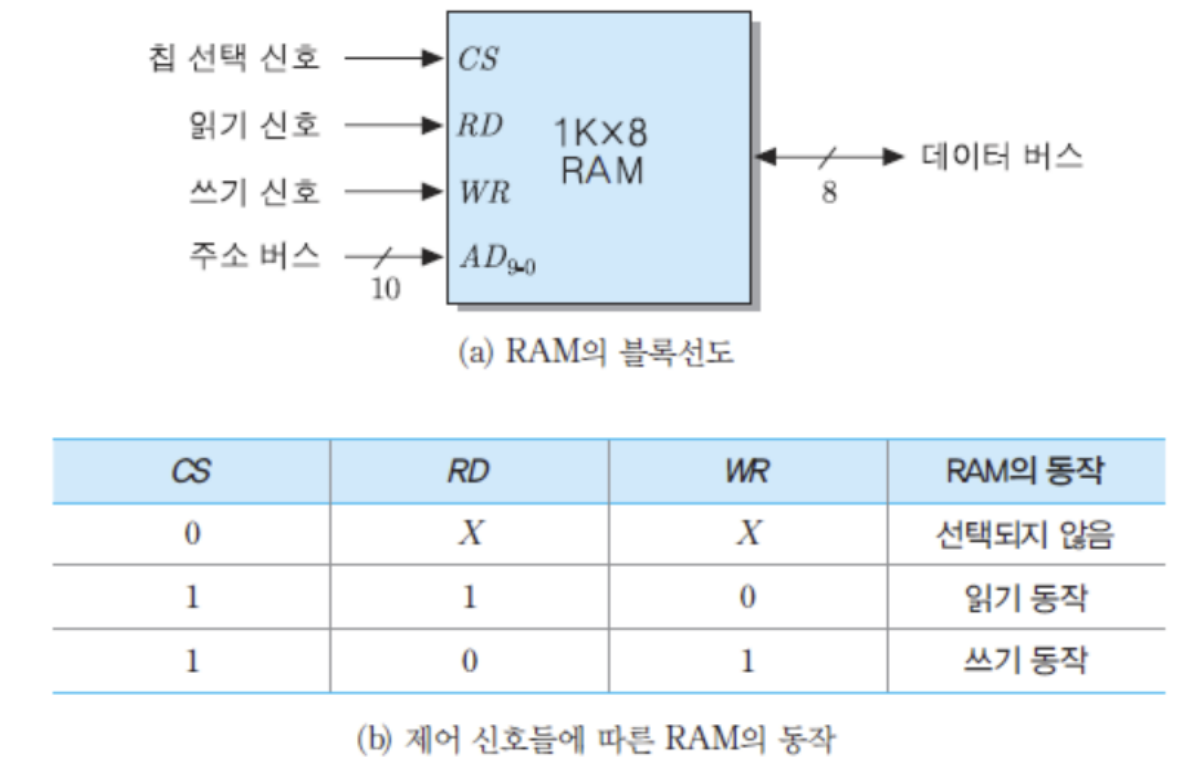 칩 선택 신호
CS
읽기 신호
RD
1K×8
RAM
쓰기 신호
WR
주소 버스
10
AD9-0
8
데이터 버스
(a) RAM의 블록선도
CS RD WR RAM의 동작
0 X X 선택되지 않음
1 1 0 읽기 동작
1 0 1 쓰기 동작
(b) 제어 신호들에 따른 RAM의 동작